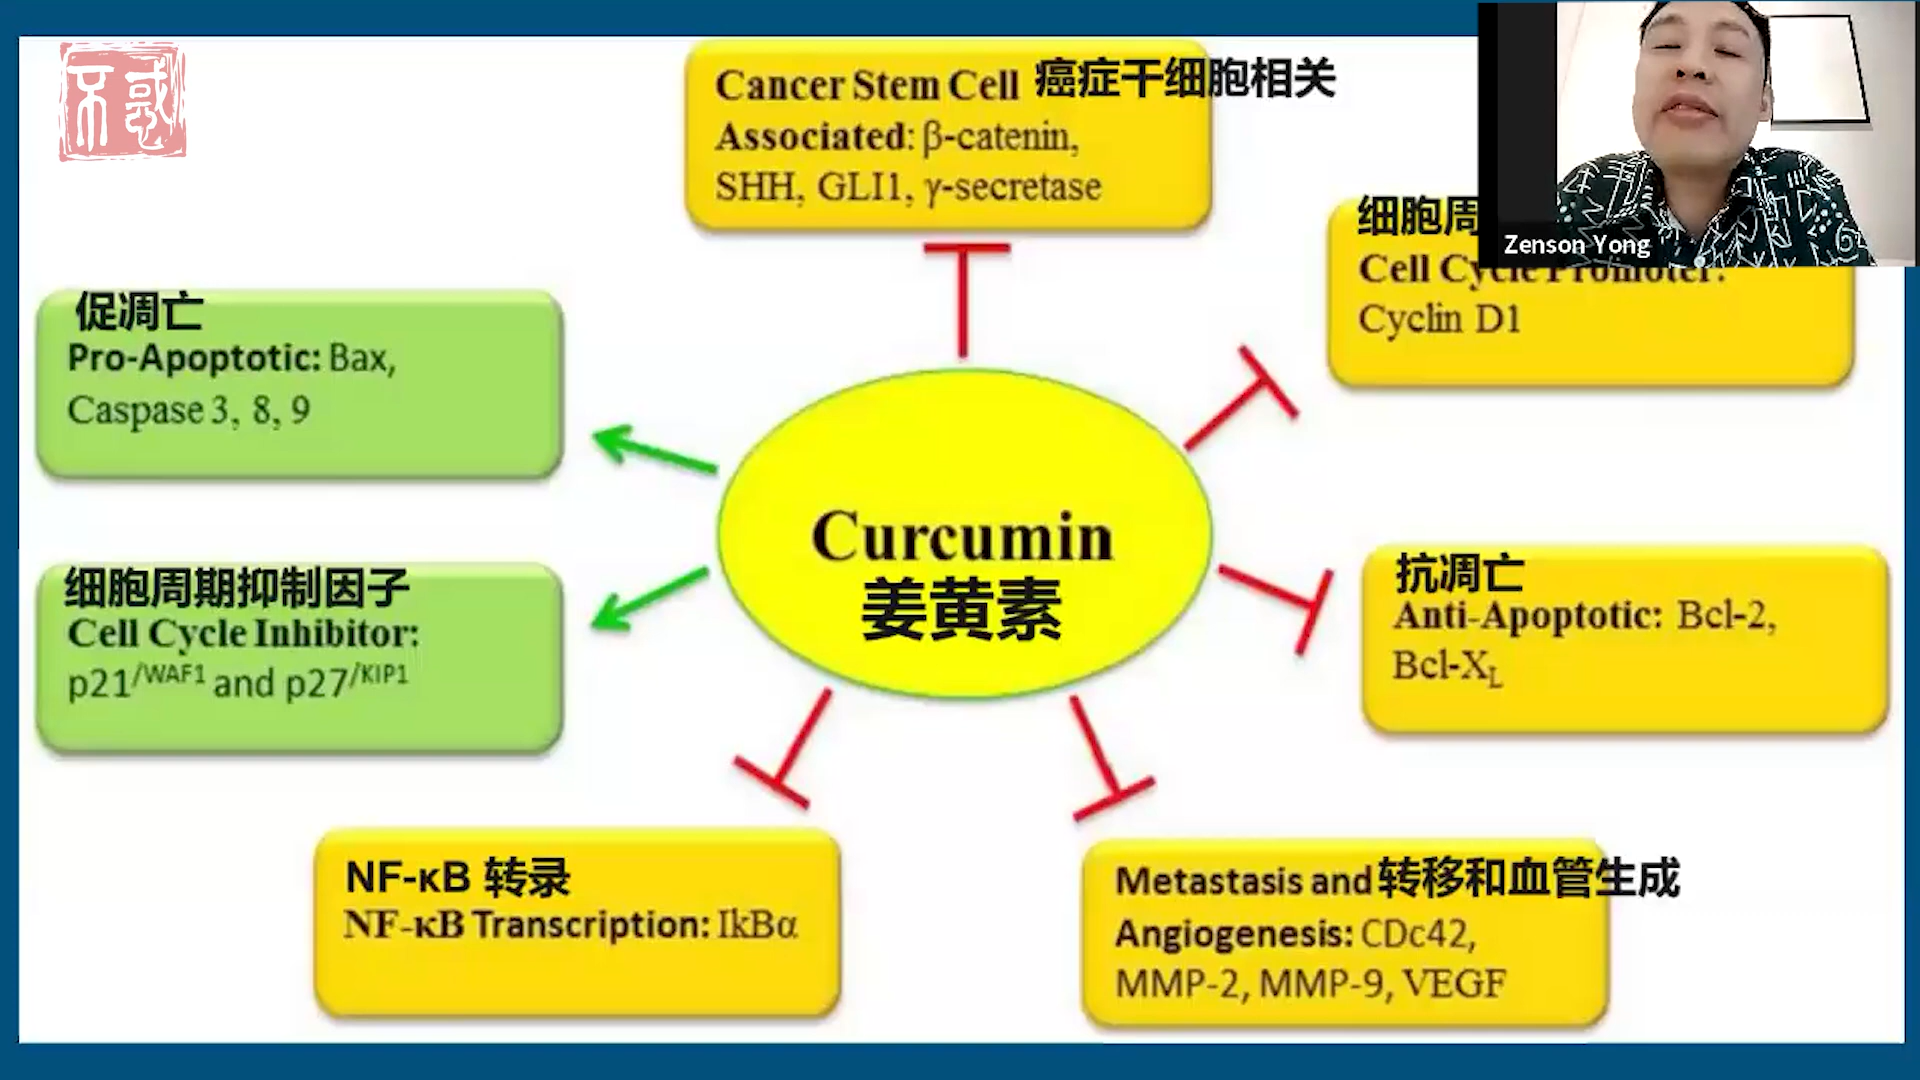 不惑
Cancer Stem Cell 癌症干细胞相关
Associated: β-catenin,
SHH, GLI1, γ-secretase
Zenson Yong
细胞周
Cell Cycle Promoter:
Cyclin D1
促凋亡
Pro-Apoptotic: Bax,
Caspase 3, 8, 9
Curcumin
姜黄素
细胞周期抑制因子
Cell Cycle Inhibitor:
p21/WAF1 and p27/KIP1
抗凋亡
Anti-Apoptotic: Bcl-2,
Bcl-XL
NF-κB 转录
NF-κB Transcription: IkBα
Metastasis and 转移和血管生成
Angiogenesis: CDc42,
MMP-2, MMP-9, VEGF